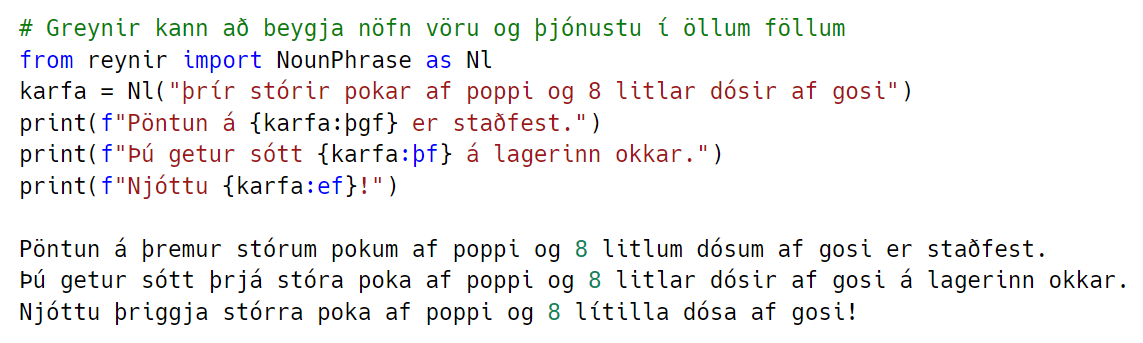 # Greynir kann að beygja nöfn vöru og þjónustu í öllum föllum
from reynir import NounPhrase as Nl
karfa = Nl("þrír stórir pokar af poppi og 8 litlar dósir af gosi")
print(f"Pöntun á {karfa:þgf} er staðfest.")
print(f"Þú getur sótt {karfa:þf} á lagerinn okkar.")
print(f"Njóttu {karfa:ef}!")
Pöntun á þremur stórum pokum af poppi og 8 litlum dósum af gosi er staðfest.
Þú getur sótt þrjá stóra poka af poppi og 8 litlar dósir af gosi á lagerinn okkar.
Njóttu þriggja stórra poka af poppi og 8 lítilla dósa af gosi!